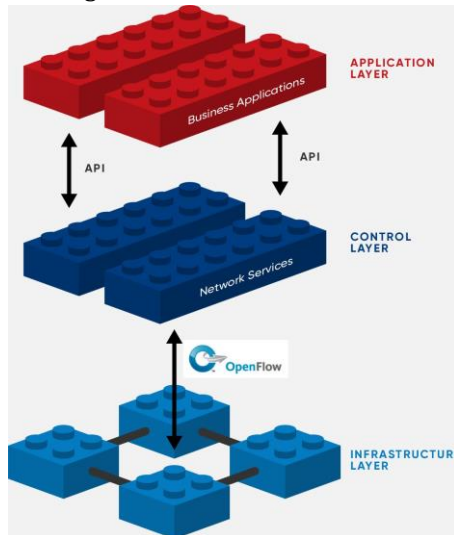 APPLICATION
LAYER
Business Applications
API
API
CONTROL
LAYER
Network Services
OpenFlow
INFRASTRUCTUR
LAYER